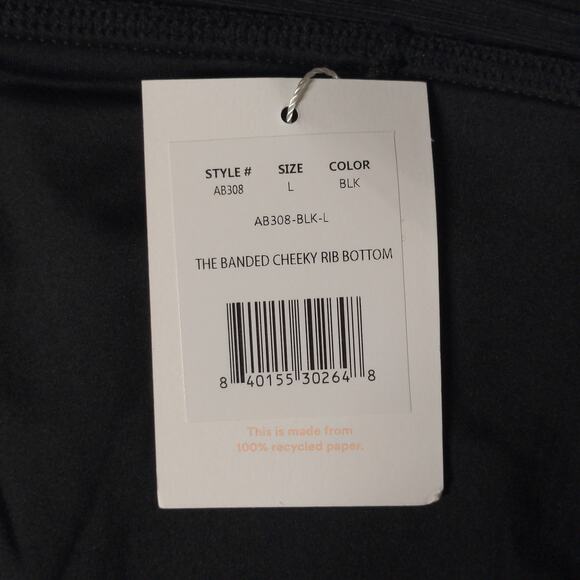 STYLE # SIZE COLOR
AB308 L BLK
AB308-BLK-L
THE BANDED CHEEKY RIB BOTTOM
8 40155 30264 8
This is made from
100% recycled paper.